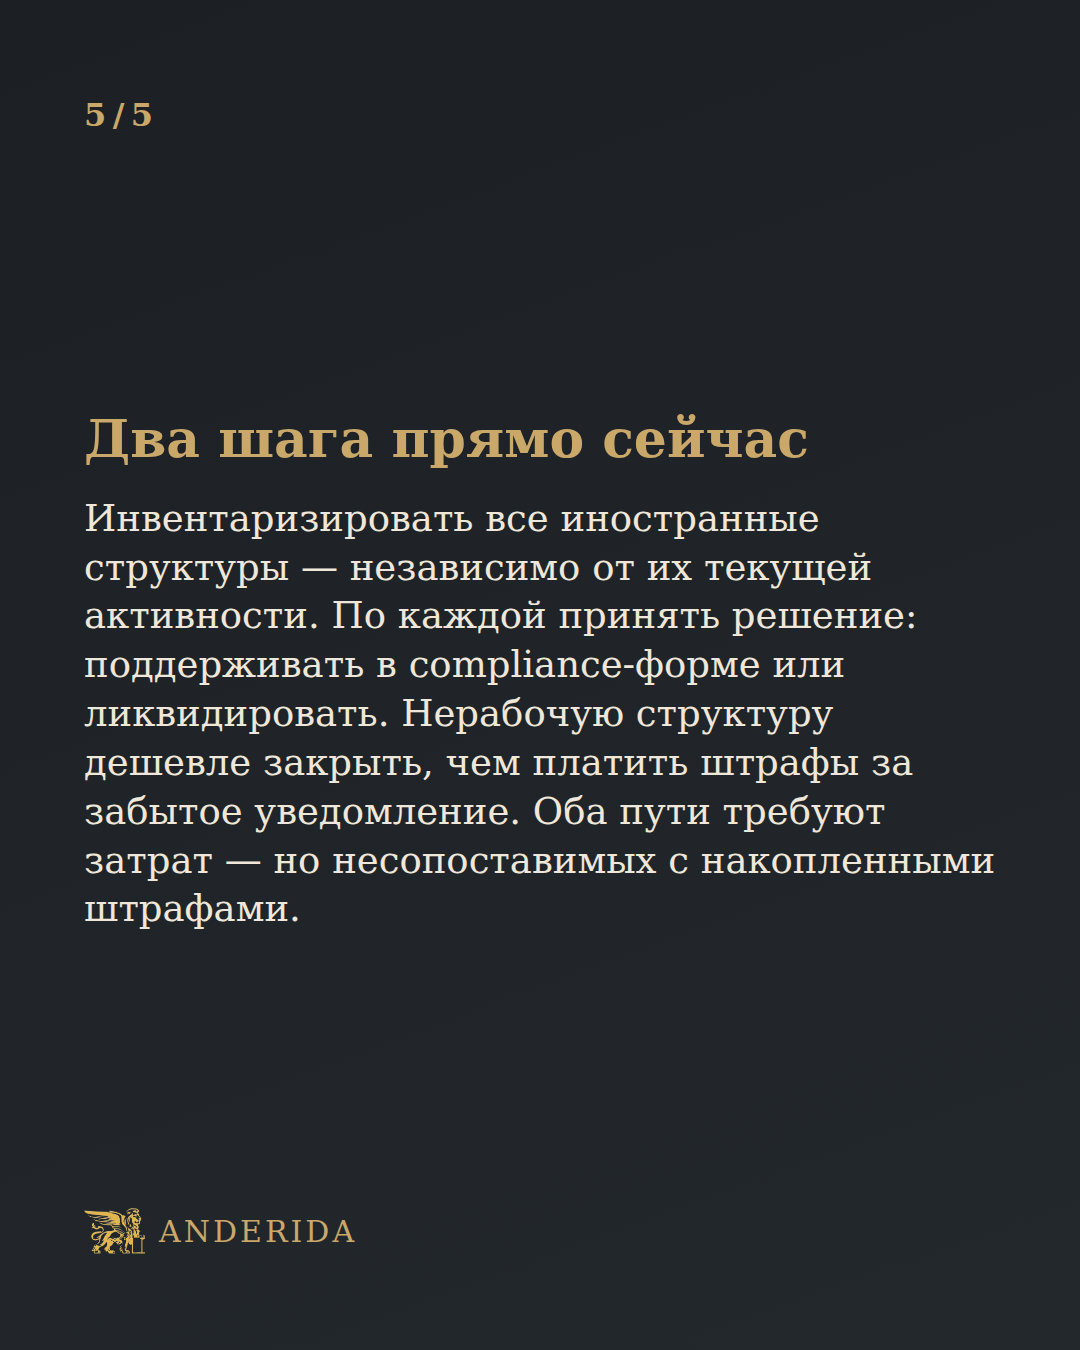 5/5
Два шага прямо сейчас
Инвентаризировать все иностранные
структуры — независимо от их текущей
активности. По каждой принять решение:
поддерживать в compliance-форме или
ликвидировать. Нерабочую структуру
дешевле закрыть, чем платить штрафы за
забытое уведомление. Оба пути требуют
затрат — но несопоставимых с накопленными
штрафами.
ANDERIDA